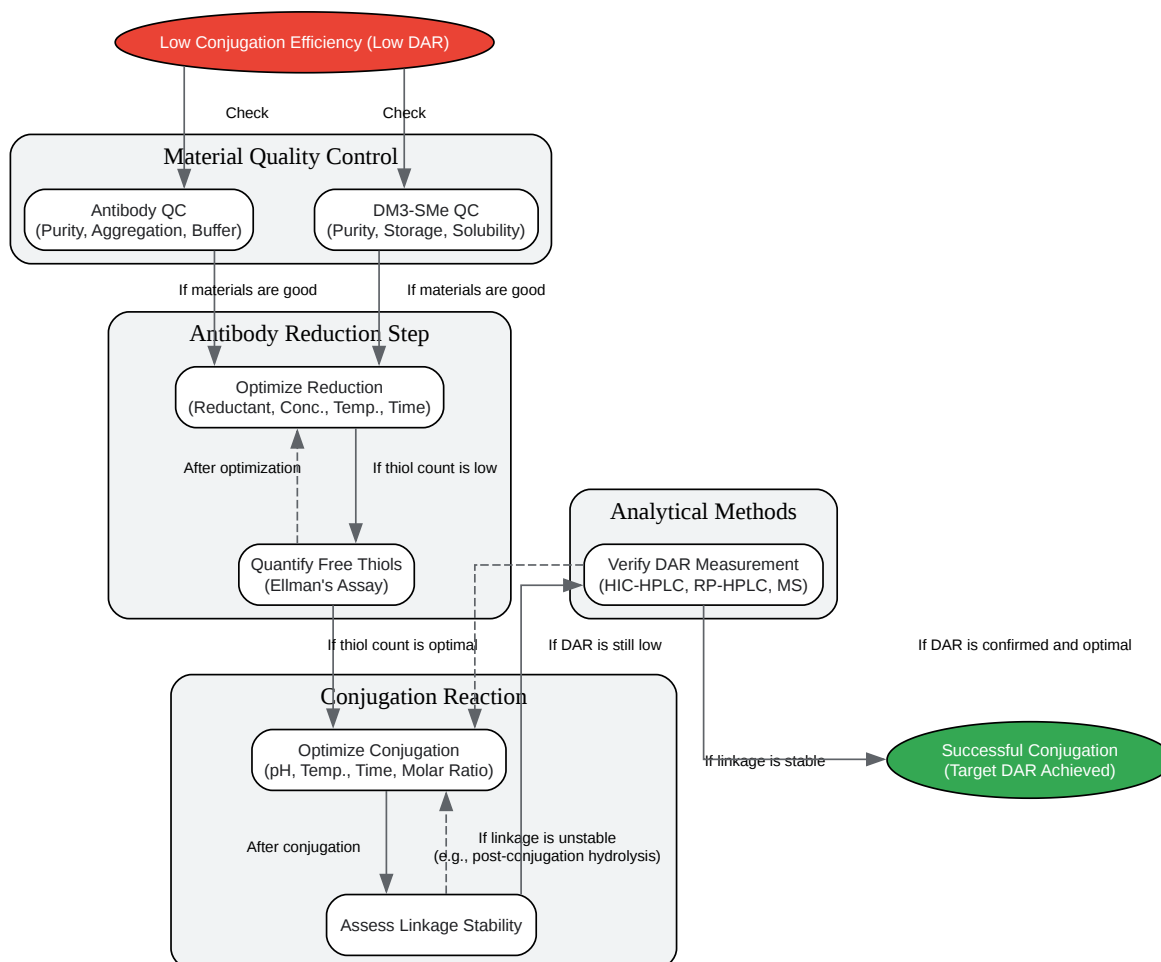 Low Conjugation Efficiency (Low DAR)
Check
Check
Material Quality Control
Antibody QC
(Purity, Aggregation, Buffer)
DM3-SMe QC
(Purity, Storage, Solubility)
If materials are good
If materials are good
Antibody Reduction Step
Optimize Reduction
(Reductant, Conc., Temp., Time)
After optimization
If thiol count is low
Analytical Methods
Quantify Free Thiols
(Ellman's Assay)
Verify DAR Measurement
(HIC-HPLC, RP-HPLC, MS)
If thiol count is optimal
If DAR is still low
If DAR is confirmed and optimal
Conjugation Reaction
Optimize Conjugation
(pH, Temp., Time, Molar Ratio)
If linkage is stable
Successful Conjugation
(Target DAR Achieved)
After conjugation
If linkage is unstable
(e.g., post-conjugation hydrolysis)
Assess Linkage Stability